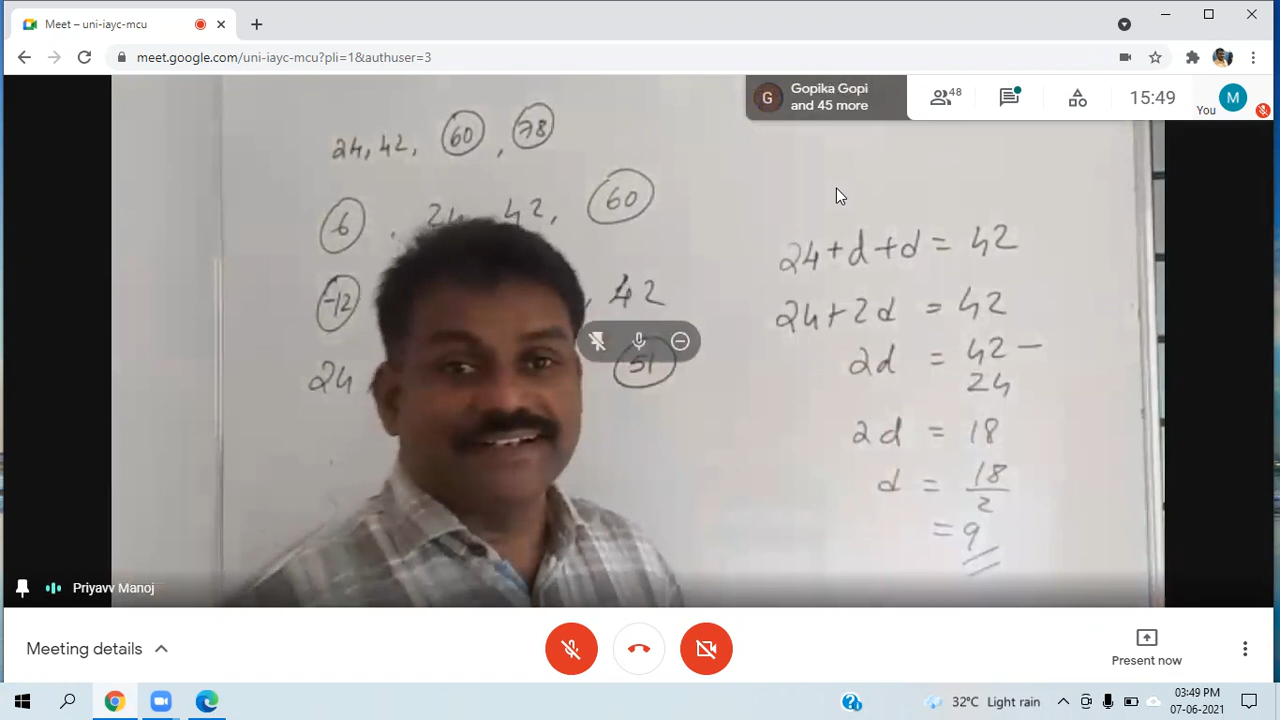 Meet – uni-iayc-mcu
meet.google.com/uni-iayc-mcu?pli=1&authuser=3
G
Gopika Gopi
and 45 more
48
15:49
You
M
24, 42, 60, 78
6, 24, 42, 60
-12, 42
24, 51
24+d+d = 42
24+2d = 42
2d = 42 –
24
2d = 18
d = 18
2
= 9
Priyavv Manoj
Meeting details
Present now
32°C Light rain
03:49 PM
07-06-2021